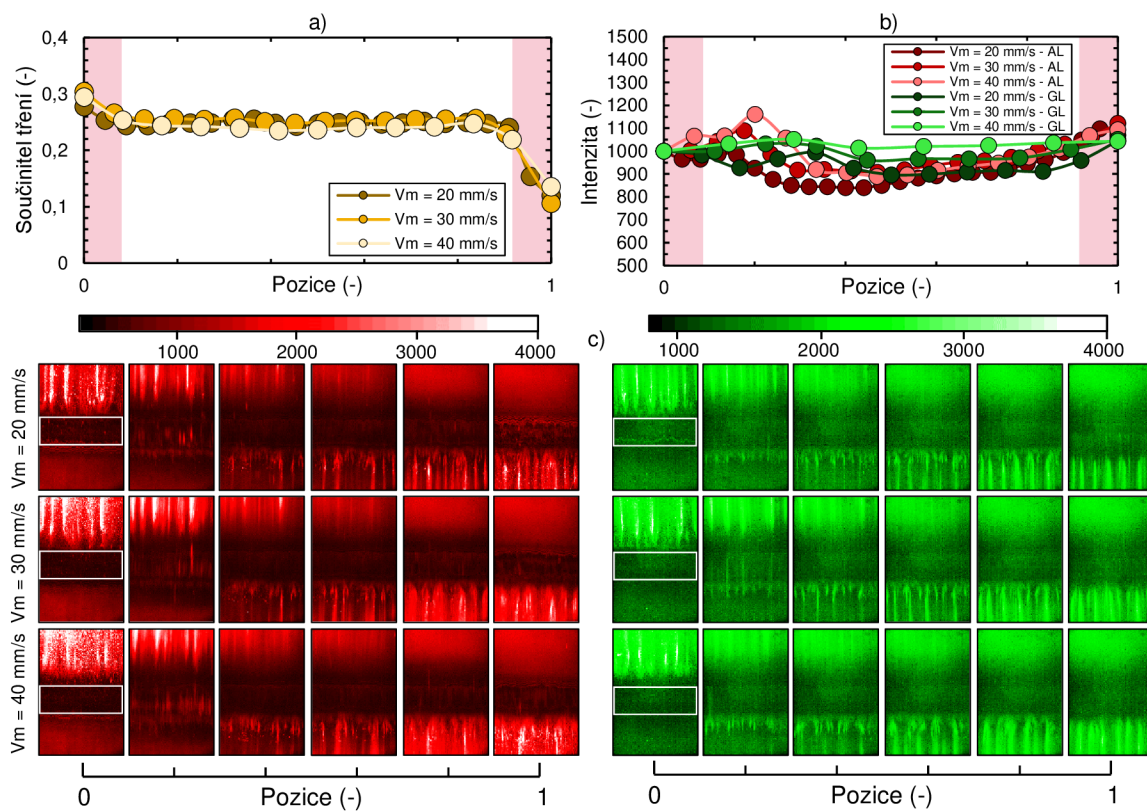 a)
0,4
0,3
0,2
0,1
0
Součinitel tření (-)
Vm = 20 mm/s
Vm = 30 mm/s
Vm = 40 mm/s
0
Pozice (-)
1
b)
1500
1400
1300
1200
1100
1000
900
800
700
600
500
Intenzita (-)
Vm = 20 mm/s - AL
Vm = 30 mm/s - AL
Vm = 40 mm/s - AL
Vm = 20 mm/s - GL
Vm = 30 mm/s - GL
Vm = 40 mm/s - GL
0
Pozice (-)
1
c)
1000
2000
3000
4000
1000
2000
3000
4000
Vm = 20 mm/s
Vm = 30 mm/s
Vm = 40 mm/s
0
Pozice (-)
1
0
Pozice (-)
1